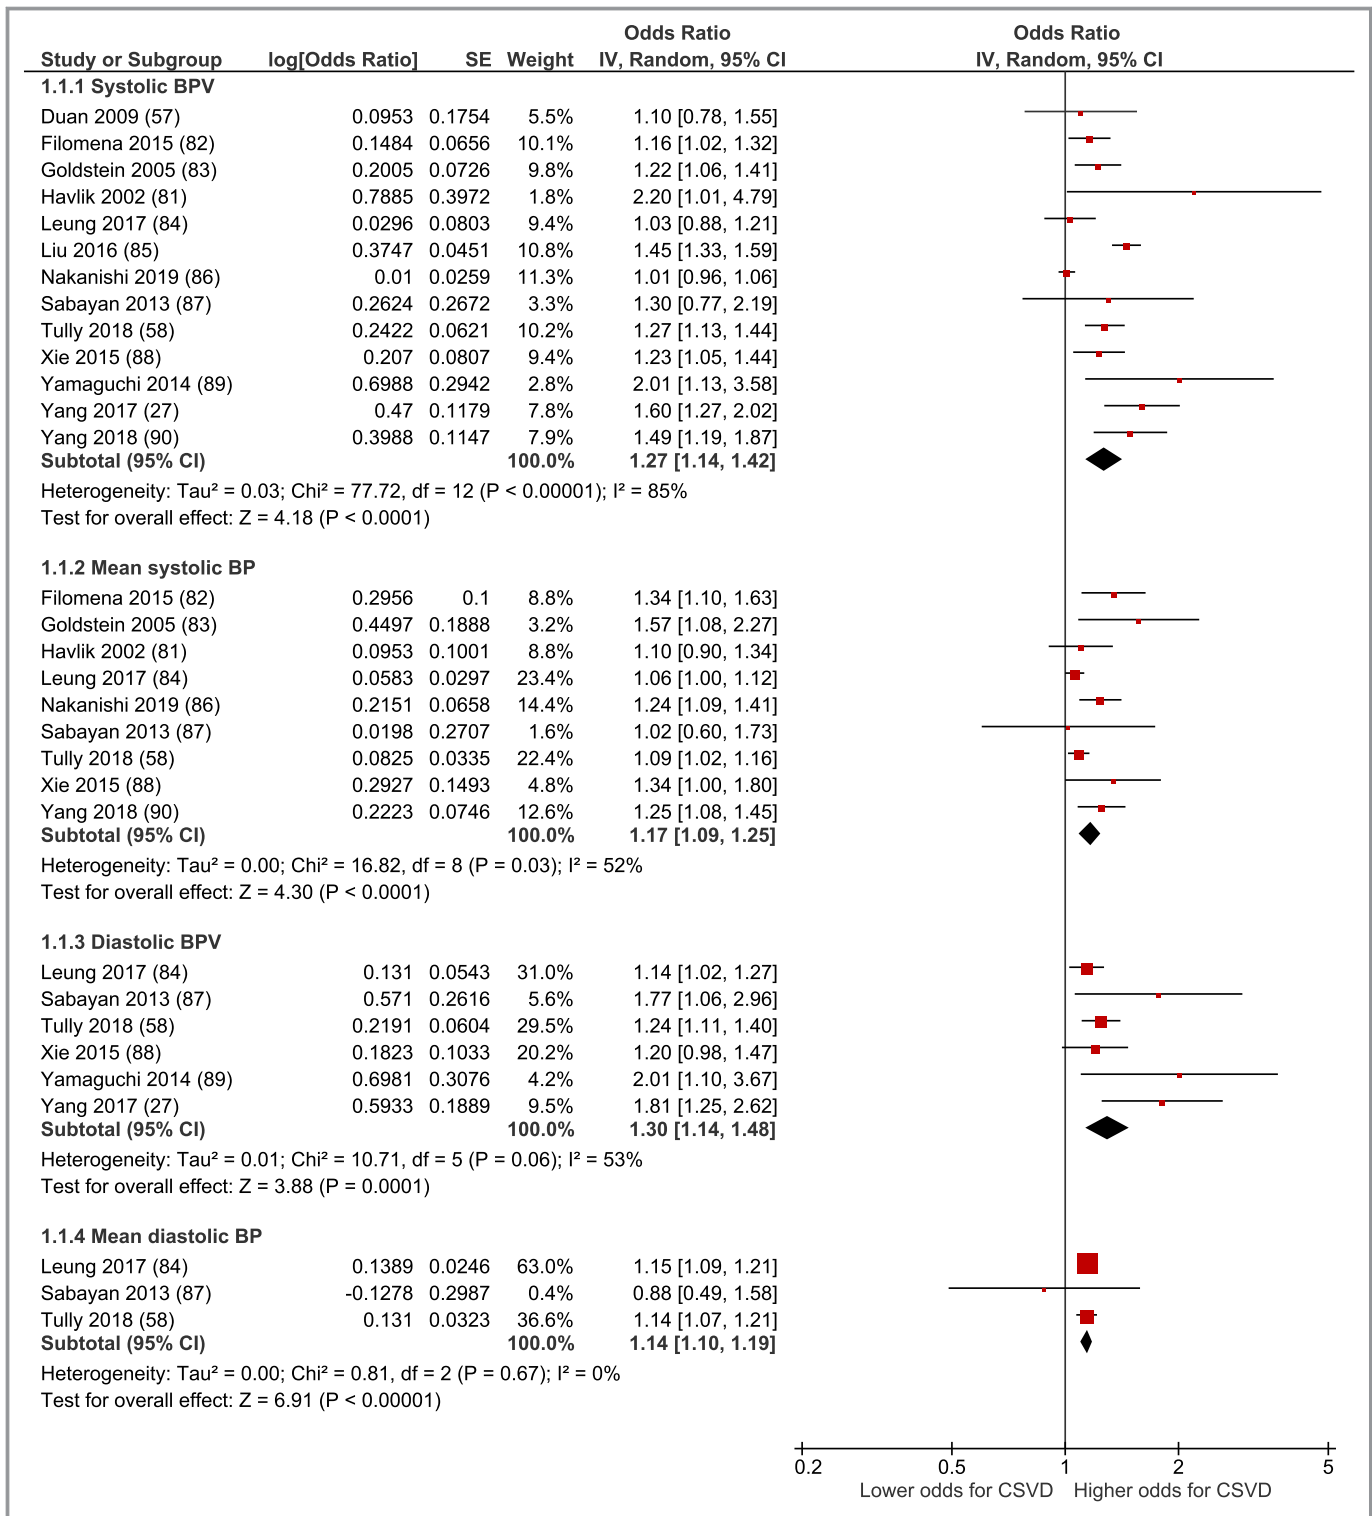 Odds Ratio Odds Ratio
Study or Subgroup log[Odds Ratio] SE Weight IV, Random, 95% CI IV, Random, 95% CI
1.1.1 Systolic BPV
Duan 2009 (57) 0.0953 0.1754 5.5% 1.10 [0.78, 1.55]
Filomena 2015 (82) 0.1484 0.0656 10.1% 1.16 [1.02, 1.32]
Goldstein 2005 (83) 0.2005 0.0726 9.8% 1.22 [1.06, 1.41]
Havlik 2002 (81) 0.7885 0.3972 1.8% 2.20 [1.01, 4.79]
Leung 2017 (84) 0.0296 0.0803 9.4% 1.03 [0.88, 1.21]
Liu 2016 (85) 0.3747 0.0451 10.8% 1.45 [1.33, 1.59]
Nakanishi 2019 (86) 0.01 0.0259 11.3% 1.01 [0.96, 1.06]
Sabayan 2013 (87) 0.2624 0.2672 3.3% 1.30 [0.77, 2.19]
Tully 2018 (58) 0.2422 0.0621 10.2% 1.27 [1.13, 1.44]
Xie 2015 (88) 0.207 0.0807 9.4% 1.23 [1.05, 1.44]
Yamaguchi 2014 (89) 0.6988 0.2942 2.8% 2.01 [1.13, 3.58]
Yang 2017 (27) 0.47 0.1179 7.8% 1.60 [1.27, 2.02]
Yang 2018 (90) 0.3988 0.1147 7.9% 1.49 [1.19, 1.87]
Subtotal (95% CI) 100.0% 1.27 [1.14, 1.42]
Heterogeneity: Tau² = 0.03; Chi² = 77.72, df = 12 (P < 0.00001); I² = 85%
Test for overall effect: Z = 4.18 (P < 0.0001)
1.1.2 Mean systolic BP
Filomena 2015 (82) 0.2956 0.1 8.8% 1.34 [1.10, 1.63]
Goldstein 2005 (83) 0.4497 0.1888 3.2% 1.57 [1.08, 2.27]
Havlik 2002 (81) 0.0953 0.1001 8.8% 1.10 [0.90, 1.34]
Leung 2017 (84) 0.0583 0.0297 23.4% 1.06 [1.00, 1.12]
Nakanishi 2019 (86) 0.2151 0.0658 14.4% 1.24 [1.09, 1.41]
Sabayan 2013 (87) 0.0198 0.2707 1.6% 1.02 [0.60, 1.73]
Tully 2018 (58) 0.0825 0.0335 22.4% 1.09 [1.02, 1.16]
Xie 2015 (88) 0.2927 0.1493 4.8% 1.34 [1.00, 1.80]
Yang 2018 (90) 0.2223 0.0746 12.6% 1.25 [1.08, 1.45]
Subtotal (95% CI) 100.0% 1.17 [1.09, 1.25]
Heterogeneity: Tau² = 0.00; Chi² = 16.82, df = 8 (P = 0.03); I² = 52%
Test for overall effect: Z = 4.30 (P < 0.0001)
1.1.3 Diastolic BPV
Leung 2017 (84) 0.131 0.0543 31.0% 1.14 [1.02, 1.27]
Sabayan 2013 (87) 0.571 0.2616 5.6% 1.77 [1.06, 2.96]
Tully 2018 (58) 0.2191 0.0604 29.5% 1.24 [1.11, 1.40]
Xie 2015 (88) 0.1823 0.1033 20.2% 1.20 [0.98, 1.47]
Yamaguchi 2014 (89) 0.6981 0.3076 4.2% 2.01 [1.10, 3.67]
Yang 2017 (27) 0.5933 0.1889 9.5% 1.81 [1.25, 2.62]
Subtotal (95% CI) 100.0% 1.30 [1.14, 1.48]
Heterogeneity: Tau² = 0.01; Chi² = 10.71, df = 5 (P = 0.06); I² = 53%
Test for overall effect: Z = 3.88 (P = 0.0001)
1.1.4 Mean diastolic BP
Leung 2017 (84) 0.1389 0.0246 63.0% 1.15 [1.09, 1.21]
Sabayan 2013 (87) -0.1278 0.2987 0.4% 0.88 [0.49, 1.58]
Tully 2018 (58) 0.131 0.0323 36.6% 1.14 [1.07, 1.21]
Subtotal (95% CI) 100.0% 1.14 [1.10, 1.19]
Heterogeneity: Tau² = 0.00; Chi² = 0.81, df = 2 (P = 0.67); I² = 0%
Test for overall effect: Z = 6.91 (P < 0.00001)
0.2 0.5 1 2 5
Lower odds for CSVD Higher odds for CSVD